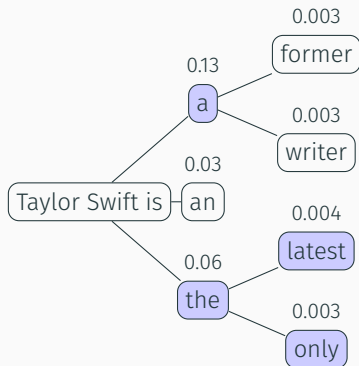 0.003
former
0.13
a
0.003
writer
0.03
Taylor Swift is
an
0.004
latest
0.06
the
0.003
only